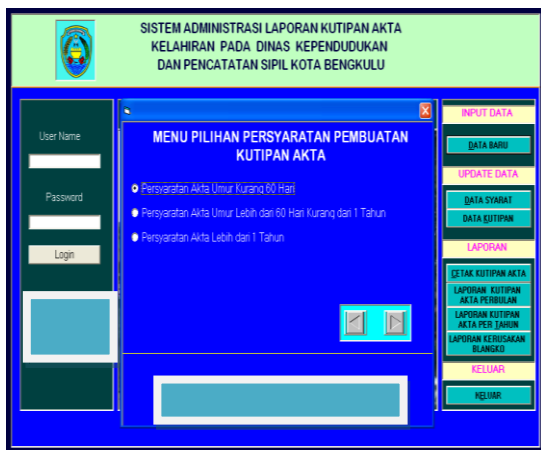 SISTEM ADMINISTRASI LAPORAN KUTIPAN AKTA
KELAHIRAN PADA DINAS KEPENDUDUKAN
DAN PENCATATAN SIPIL KOTA BENGKULU
User Name
Password
Login
MENU PILIHAN PERSYARATAN PEMBUATAN
KUTIPAN AKTA
Persyaratan Akta Umur Kurang 60 Hari
Persyaratan Akta Umur Lebih dari 60 Hari Kurang dari 1 Tahun
Persyaratan Akta Lebih dari 1 Tahun
INPUT DATA
DATA BARU
UPDATE DATA
DATA SYARAT
DATA KUTIPAN
LAPORAN
CETAK KUTIPAN AKTA
LAPORAN KUTIPAN
AKTA PERBULAN
LAPORAN KUTIPAN
AKTA PER TAHUN
LAPORAN KERUSAKAN
BLANGKO
KELUAR
KELUAR